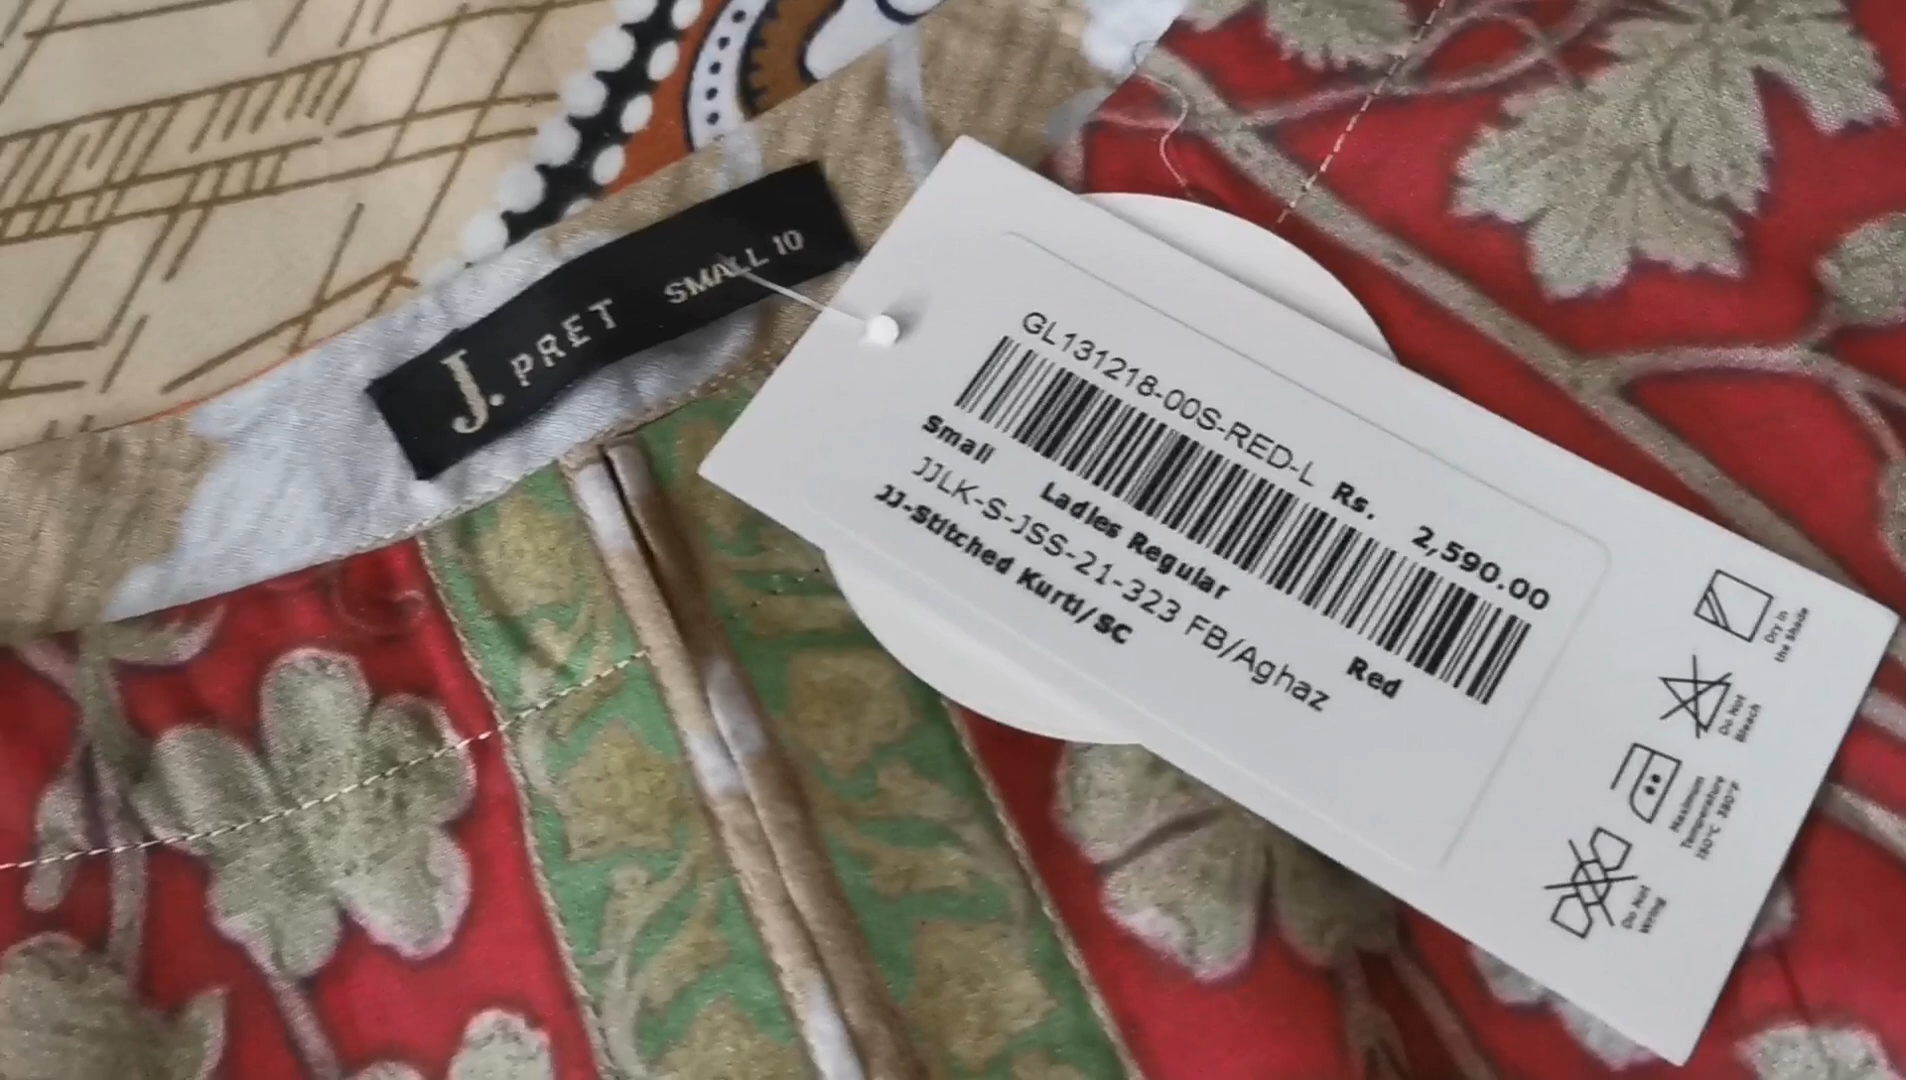 J. PRET SMALL 10
GL131218-00S-RED-L Rs. 2,590.00
Small Ladies Regular Red
JJLK-S-JSS-21-323 FB/Aghaz
JJ-Stitched Kurti/SC
Dry in
the Shade
Do Not
Bleach
Maximum
Temperature
150°C 380°F
Do Not
Wring